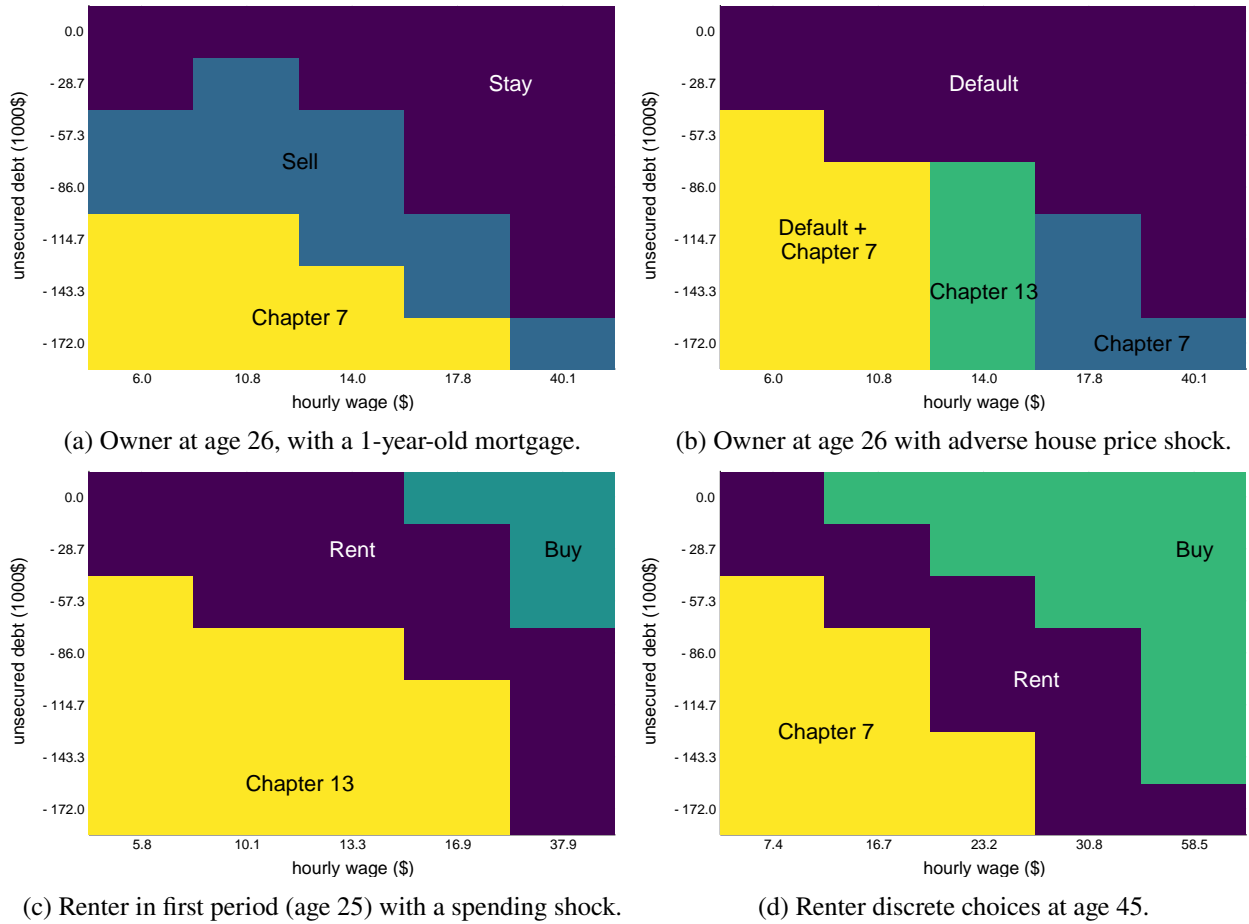 unsecured debt (1000$)
0.0
- 28.7
- 57.3
- 86.0
- 114.7
- 143.3
- 172.0
Stay
Sell
Chapter 7
6.0 10.8 14.0 17.8 40.1
hourly wage ($)
(a) Owner at age 26, with a 1-year-old mortgage.
unsecured debt (1000$)
0.0
- 28.7
- 57.3
- 86.0
- 114.7
- 143.3
- 172.0
Default
Default +
Chapter 7
Chapter 13
Chapter 7
6.0 10.8 14.0 17.8 40.1
hourly wage ($)
(b) Owner at age 26 with adverse house price shock.
unsecured debt (1000$)
0.0
- 28.7
- 57.3
- 86.0
- 114.7
- 143.3
- 172.0
Rent
Buy
Chapter 13
5.8 10.1 13.3 16.9 37.9
hourly wage ($)
(c) Renter in first period (age 25) with a spending shock.
unsecured debt (1000$)
0.0
- 28.7
- 57.3
- 86.0
- 114.7
- 143.3
- 172.0
Buy
Rent
Chapter 7
7.4 16.7 23.2 30.8 58.5
hourly wage ($)
(d) Renter discrete choices at age 45.